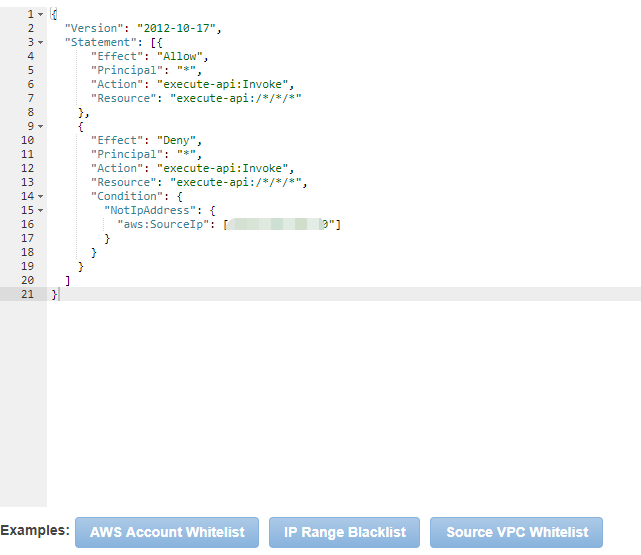 1 {
2 "Version": "2012-10-17",
3 "Statement": [{
4 "Effect": "Allow",
5 "Principal": "*",
6 "Action": "execute-api:Invoke",
7 "Resource": "execute-api:/*/*/*"
8 },
9 {
10 "Effect": "Deny",
11 "Principal": "*",
12 "Action": "execute-api:Invoke",
13 "Resource": "execute-api:/*/*/*",
14 "Condition": {
15 "NotIpAddress": {
16 "aws:SourceIp": [ 0"]
17 }
18 }
19 }
20 ]
21 }
Examples: AWS Account Whitelist IP Range Blacklist Source VPC Whitelist